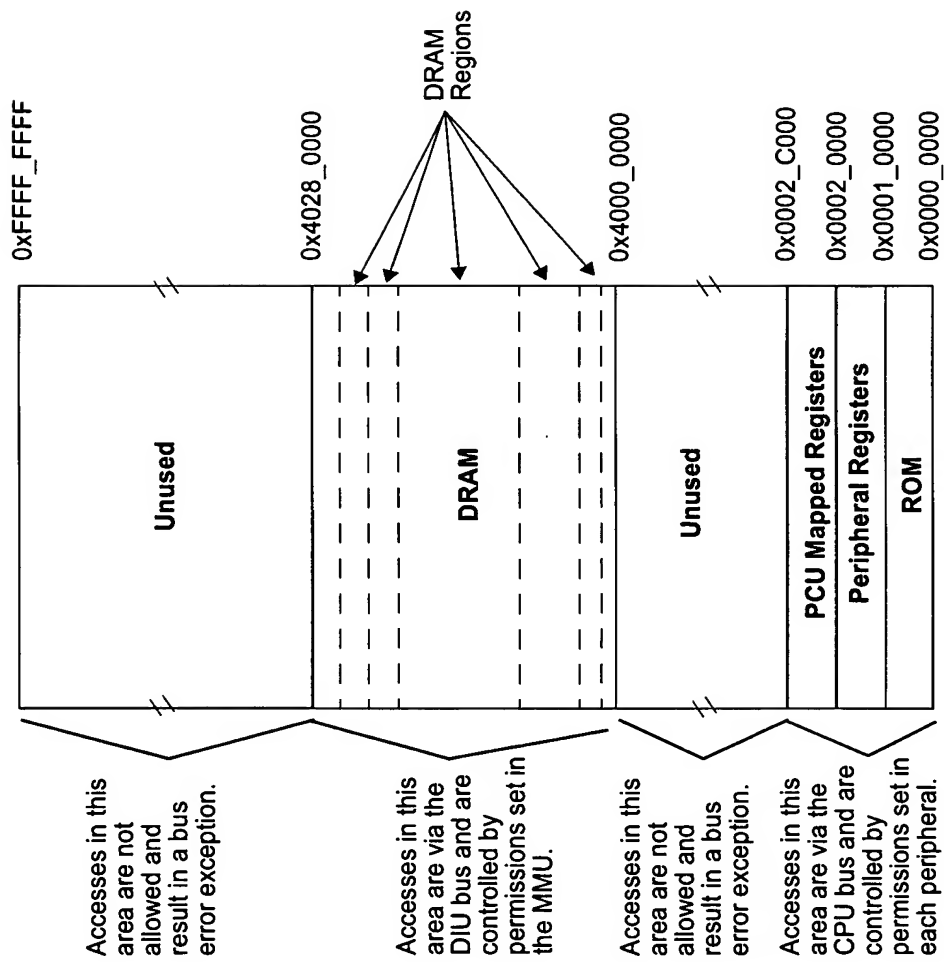 0xFFFF_FFFF
Unused
Accesses in this
area are not
allowed and
result in a bus
error exception.
0x4028_0000
DRAM
Regions
DRAM
Accesses in this
area are via the
DIU bus and are
controlled by
permissions set in
the MMU.
0x4000_0000
Unused
Accesses in this
area are not
allowed and
result in a bus
error exception.
0x0002_C000
PCU Mapped Registers
0x0002_0000
Peripheral Registers
0x0001_0000
ROM
0x0000_0000
Accesses in this
area are via the
CPU bus and are
controlled by
permissions set in
each peripheral.